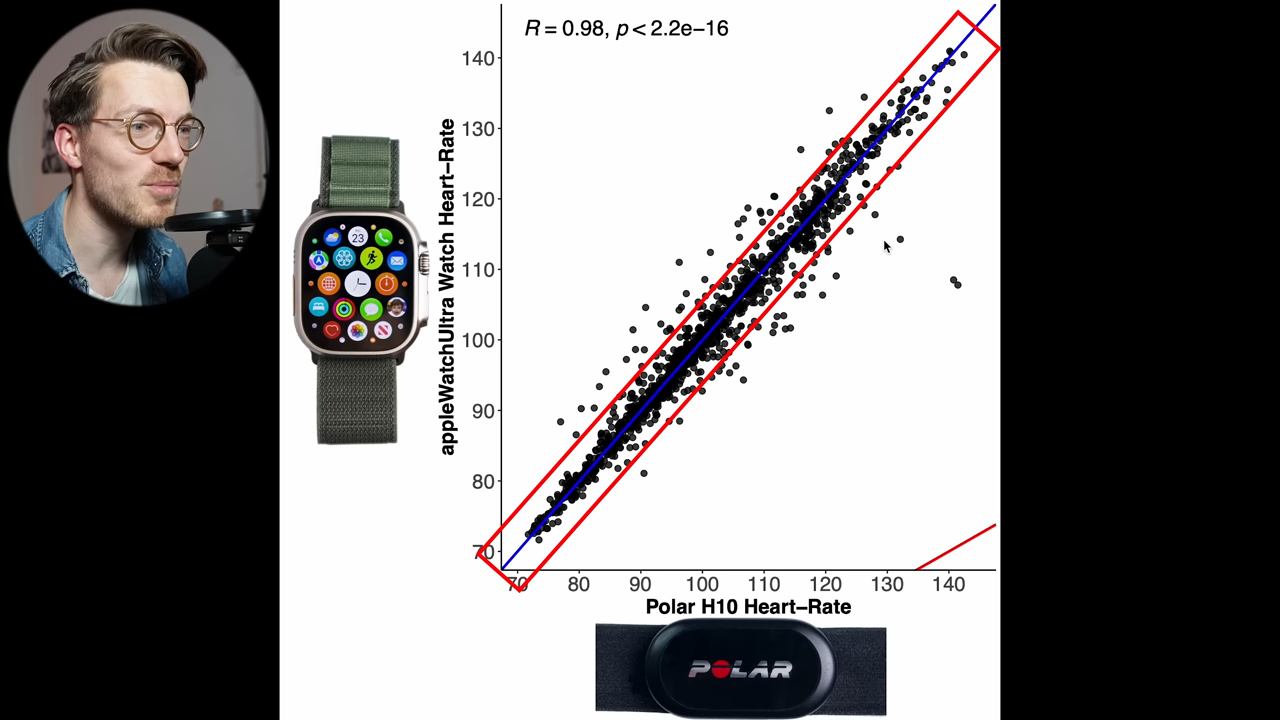 R = 0.98, p < 2.2e−16
140
130
120
110
100
90
80
70
appleWatchUltra Watch Heart−Rate
23
70 80 90 100 110 120 130 140
Polar H10 Heart−Rate
POLAR